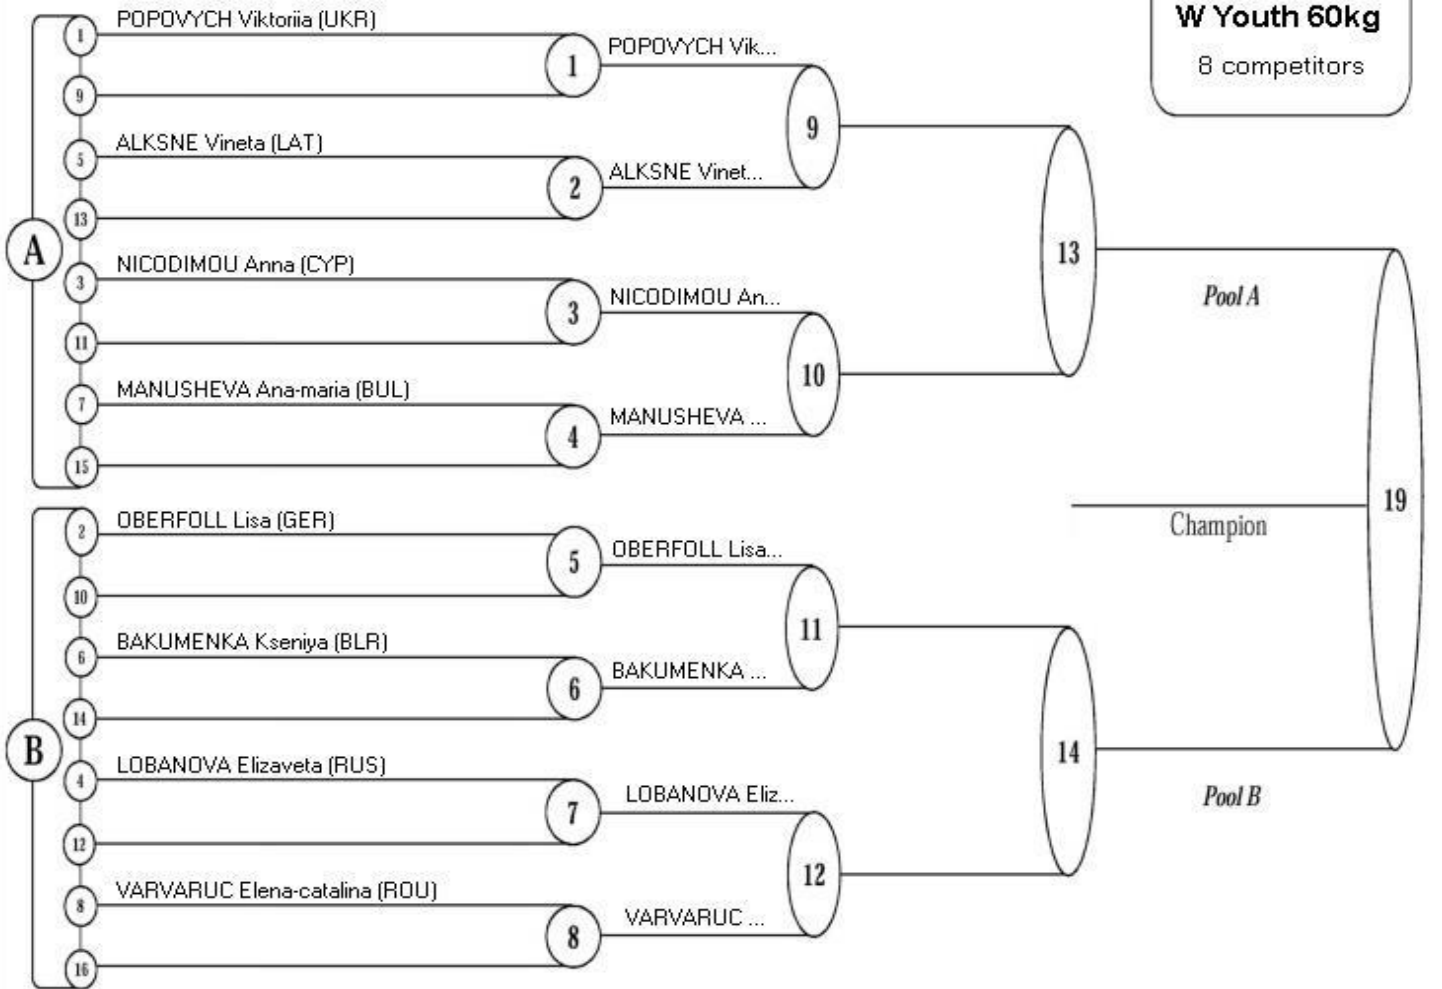 W Youth 60kg
8 competitors
A
1
POPOVYCH Viktoriia (UKR)
9
1
POPOVYCH Vik...
5
ALKSNE Vineta (LAT)
13
2
ALKSNE Vinet...
9
3
NICODIMOU Anna (CYP)
11
3
NICODIMOU An...
7
MANUSHEVA Ana-maria (BUL)
15
4
MANUSHEVA ...
10
13
Pool A
B
2
OBERFOLL Lisa (GER)
10
5
OBERFOLL Lisa...
6
BAKUMENKA Kseniya (BLR)
14
6
BAKUMENKA ...
11
4
LOBANOVA Elizaveta (RUS)
12
7
LOBANOVA Eliz...
8
VARVARUC Elena-catalina (ROU)
16
8
VARVARUC ...
12
14
Pool B
19
Champion